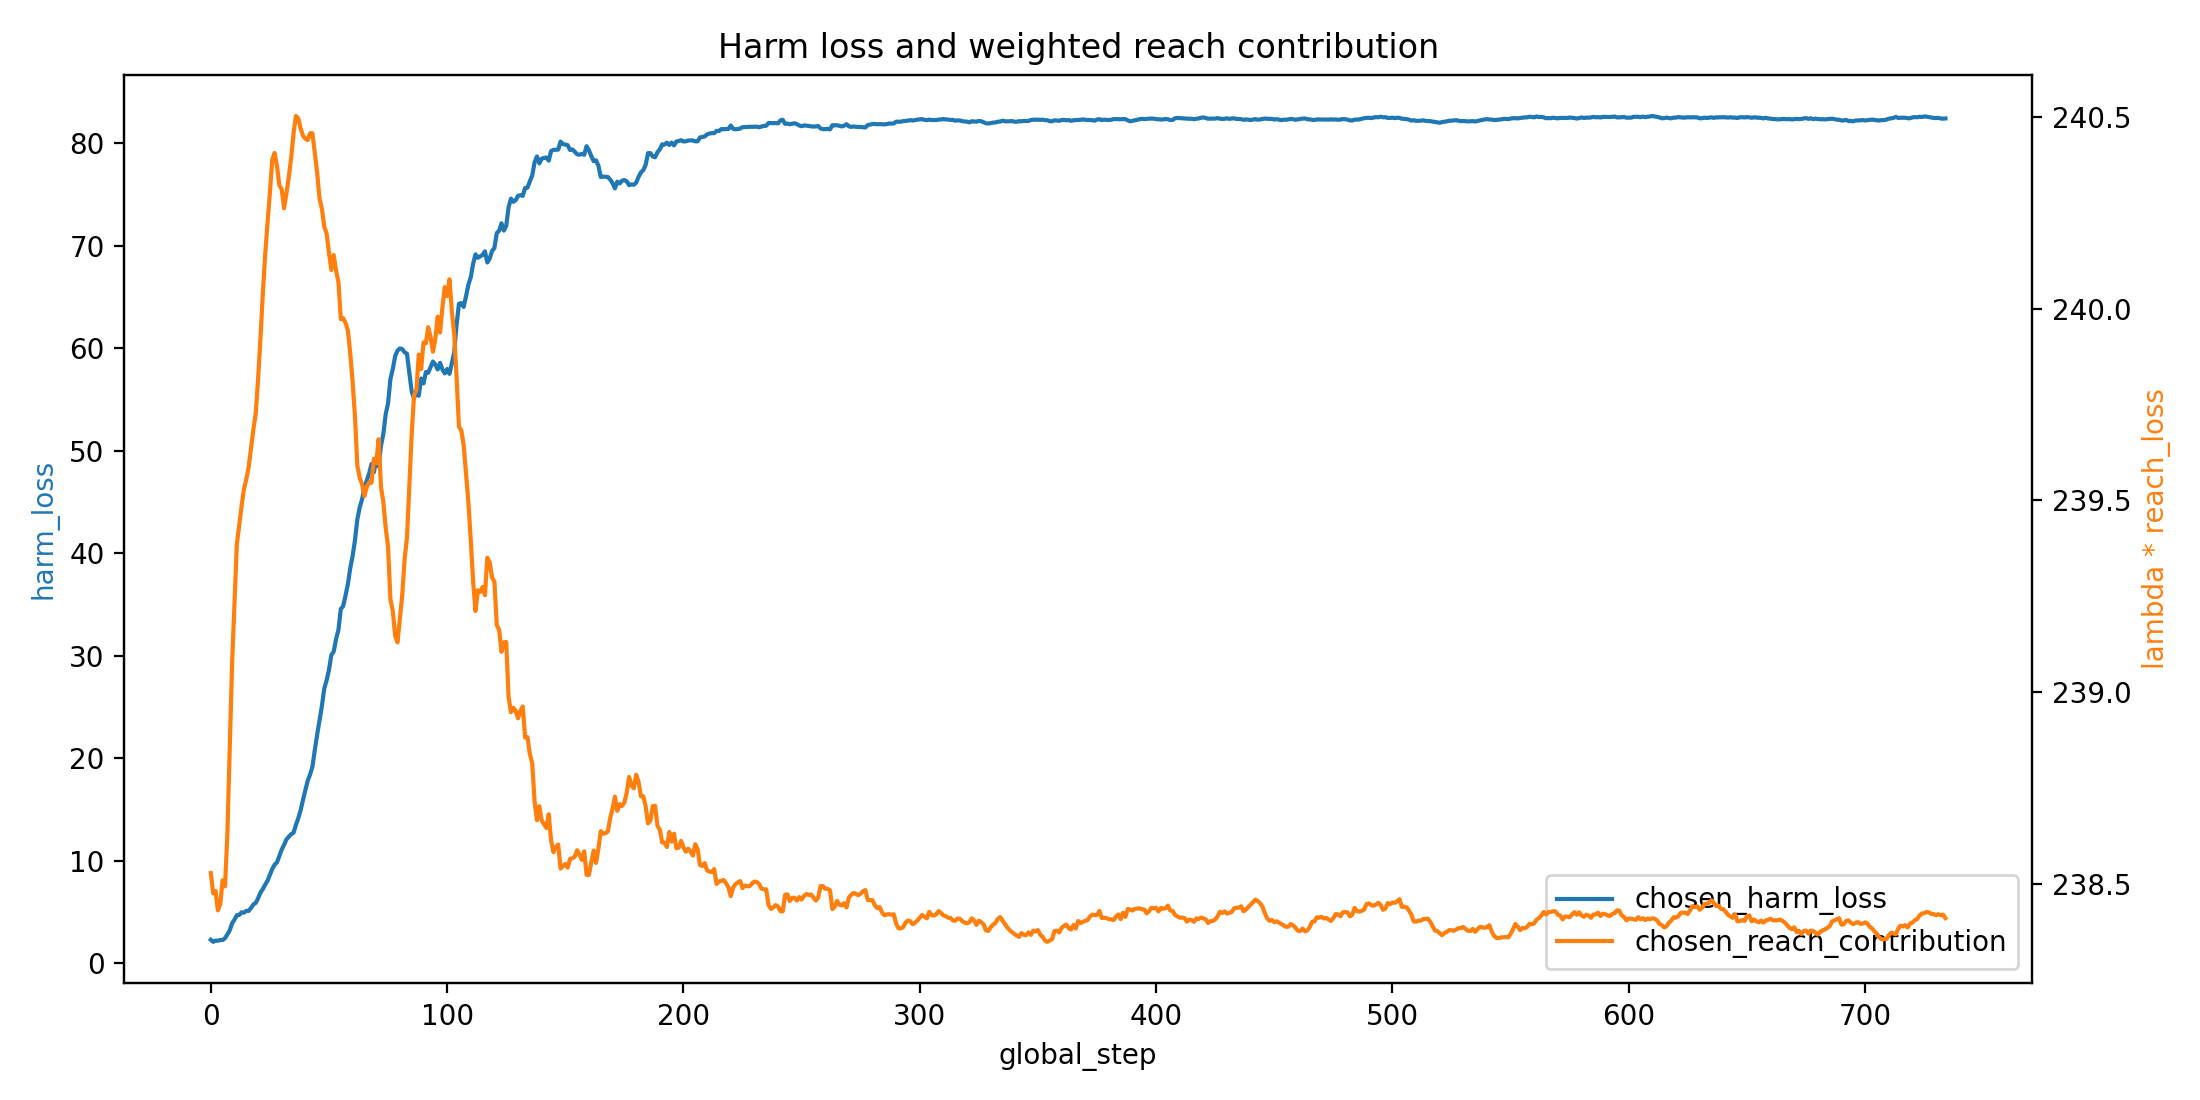 Harm loss and weighted reach contribution
harm_loss
80
70
60
50
40
30
20
10
0
240.5
240.0
239.5
239.0
238.5
lambda * reach_loss
chosen_harm_loss
chosen_reach_contribution
0 100 200 300 400 500 600 700
global_step